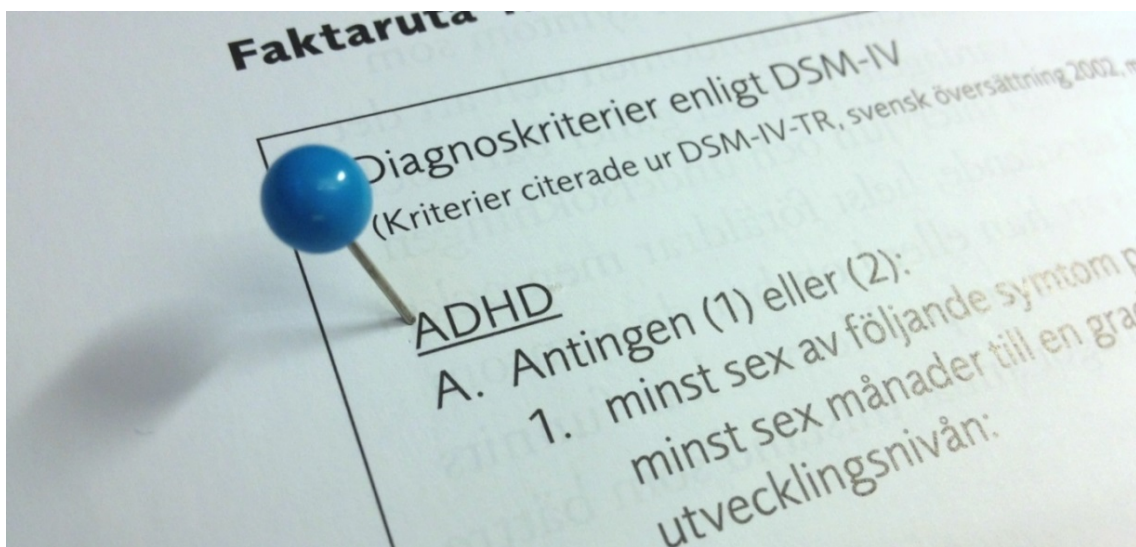 Faktaruta
Diagnoskriterier enligt DSM-IV
(Kriterier citerade ur DSM-IV-TR, svensk översättning 2002,
ADHD
A. Antingen (1) eller (2):
1. minst sex av följande symtom
minst sex månader till en grad
utvecklingsnivån: